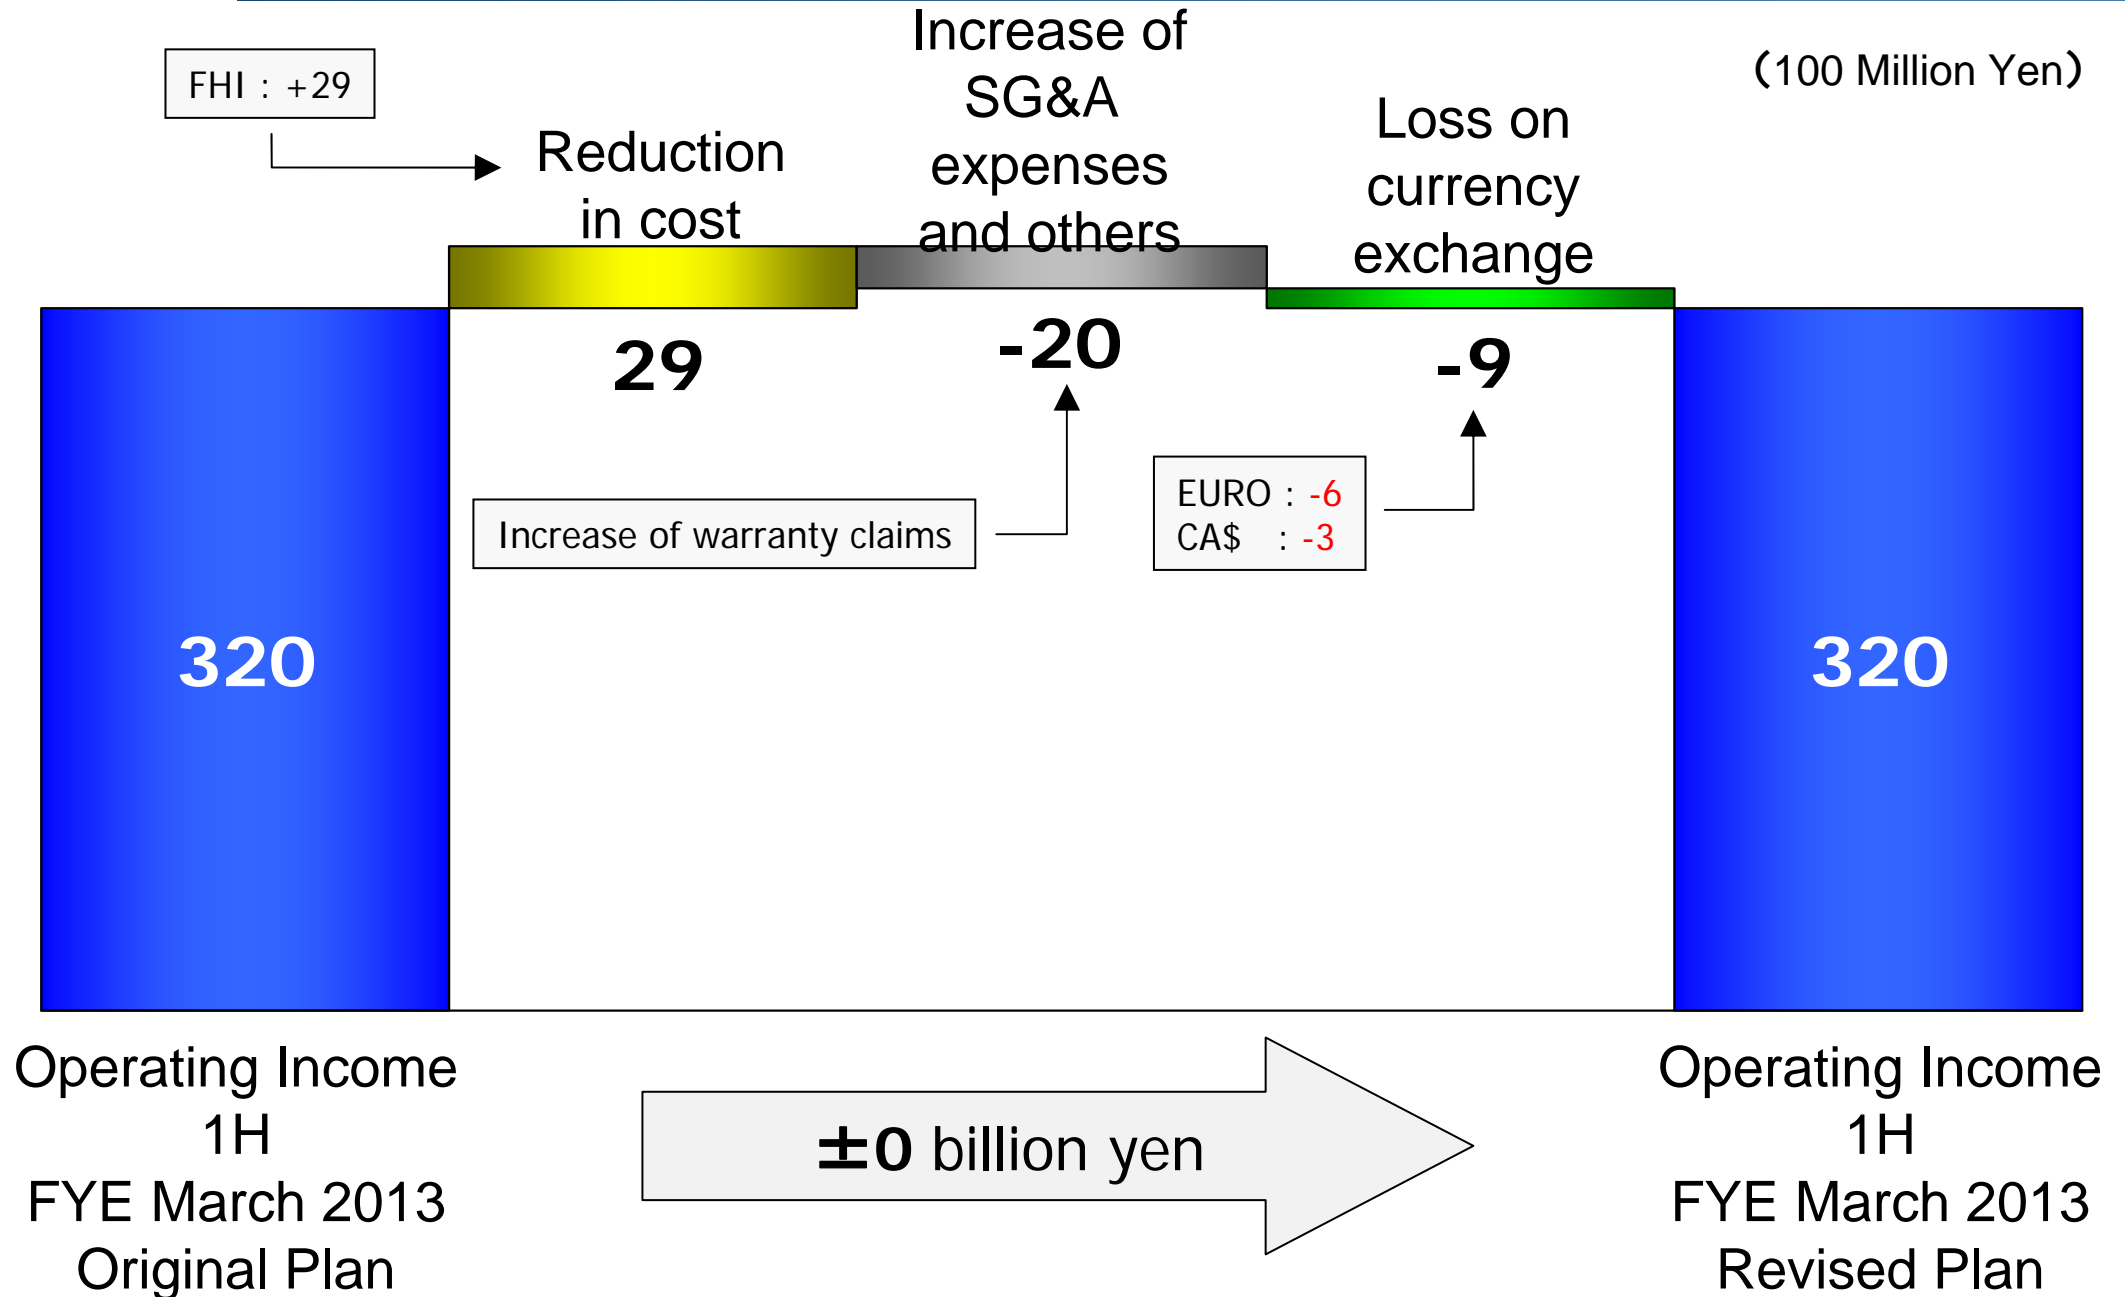 FHI : +29
Reduction
in cost
Increase of
SG&A
expenses
and others
Loss on
currency
exchange
（100 Million Yen）
29
-20
-9
Increase of warranty claims
EURO : -6
CA$ : -3
320
320
Operating Income
1H
FYE March 2013
Original Plan
±0 billion yen
Operating Income
1H
FYE March 2013
Revised Plan